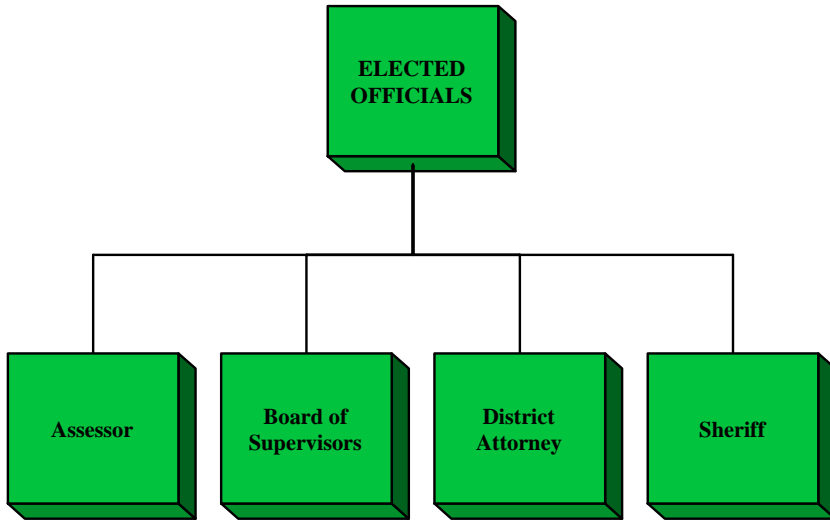 ELECTED
OFFICIALS
Assessor
Board of
Supervisors
District
Attorney
Sheriff